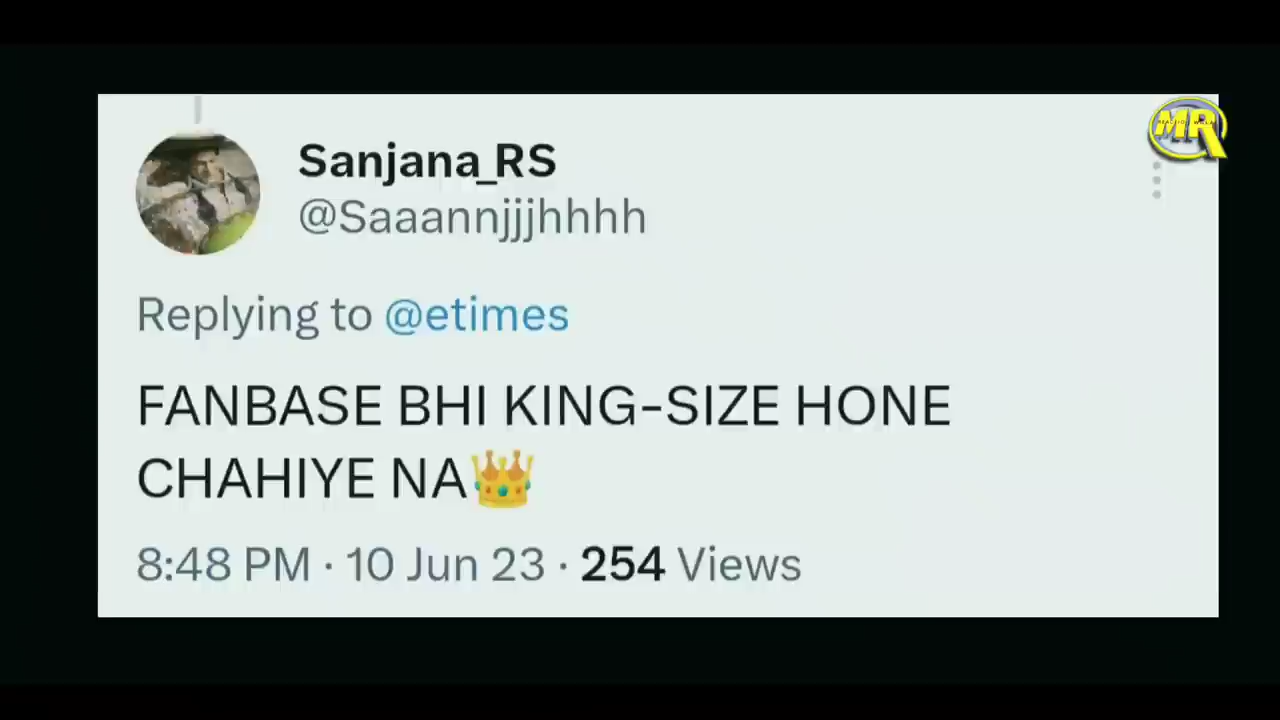 MR
Sanjana_RS
@Saaannjjjhhhh
Replying to @etimes
FANBASE BHI KING-SIZE HONE
CHAHIYE NA👑
8:48 PM · 10 Jun 23 · 254 Views